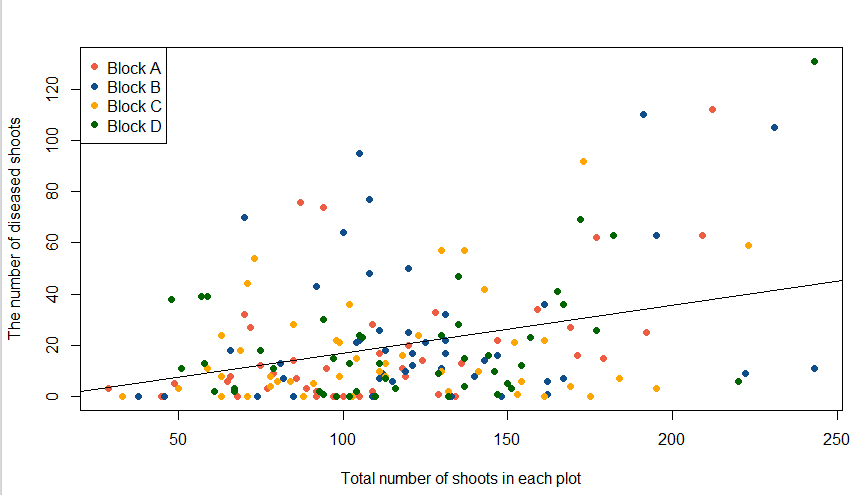 Block A
Block B
Block C
Block D
The number of diseased shoots
120
100
80
60
40
20
0
50
100
150
200
250
Total number of shoots in each plot